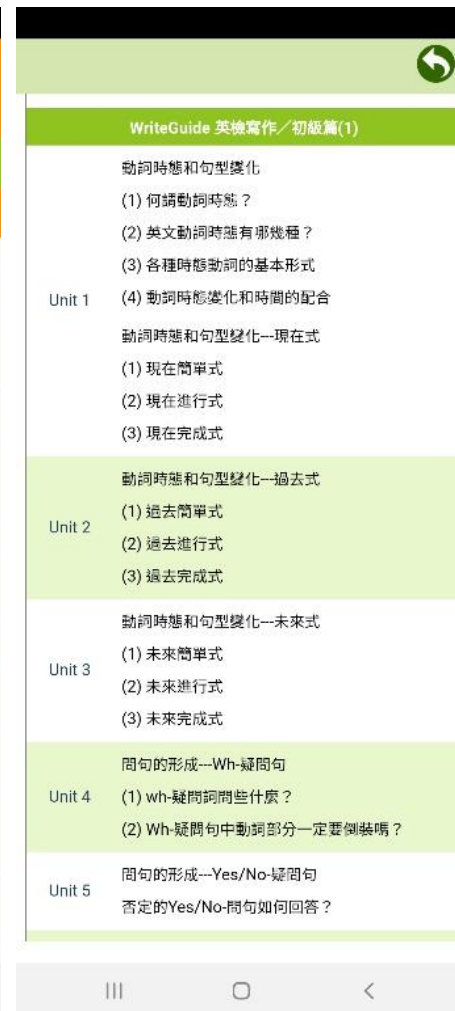 WriteGuide 英檢寫作／初級篇(1)
Unit 1
動詞時態和句型變化
(1) 何謂動詞時態？
(2) 英文動詞時態有哪幾種？
(3) 各種時態動詞的基本形式
(4) 動詞時態變化和時間的配合
動詞時態和句型變化---現在式
(1) 現在簡單式
(2) 現在進行式
(3) 現在完成式
Unit 2
動詞時態和句型變化---過去式
(1) 過去簡單式
(2) 過去進行式
(3) 過去完成式
Unit 3
動詞時態和句型變化---未來式
(1) 未來簡單式
(2) 未來進行式
(3) 未來完成式
Unit 4
問句的形成---Wh-疑問句
(1) wh-疑問詞問些什麼？
(2) Wh-疑問句中動詞部分一定要倒裝嗎？
Unit 5
問句的形成---Yes/No-疑問句
否定的Yes/No-問句如何回答？